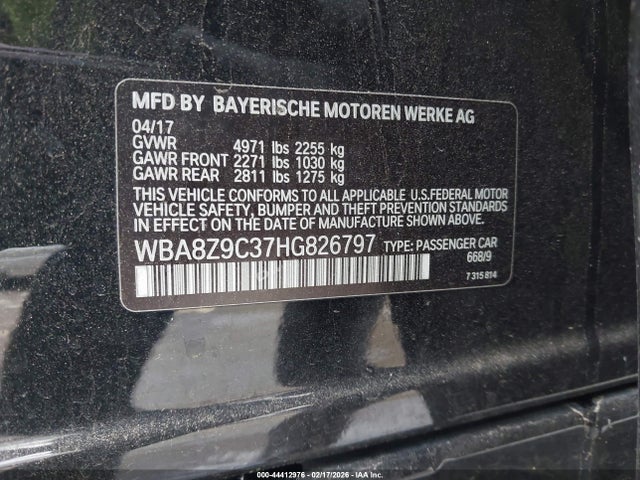 MFD BY BAYERISCHE MOTOREN WERKE AG
04/17
GVWR 4971 lbs 2255 kg
GAWR FRONT 2271 lbs 1030 kg
GAWR REAR 2811 lbs 1275 kg
THIS VEHICLE CONFORMS TO ALL APPLICABLE U.S.FEDERAL MOTOR
VEHICLE SAFETY, BUMPER, AND THEFT PREVENTION STANDARDS
IN EFFECT ON THE DATE OF MANUFACTURE SHOWN ABOVE.
WBA8Z9C37HG826797 TYPE: PASSENGER CAR
668/9
7 315 814
000-44412976 - 02/17/2026 - COPYRIGHT IAA, LLC.